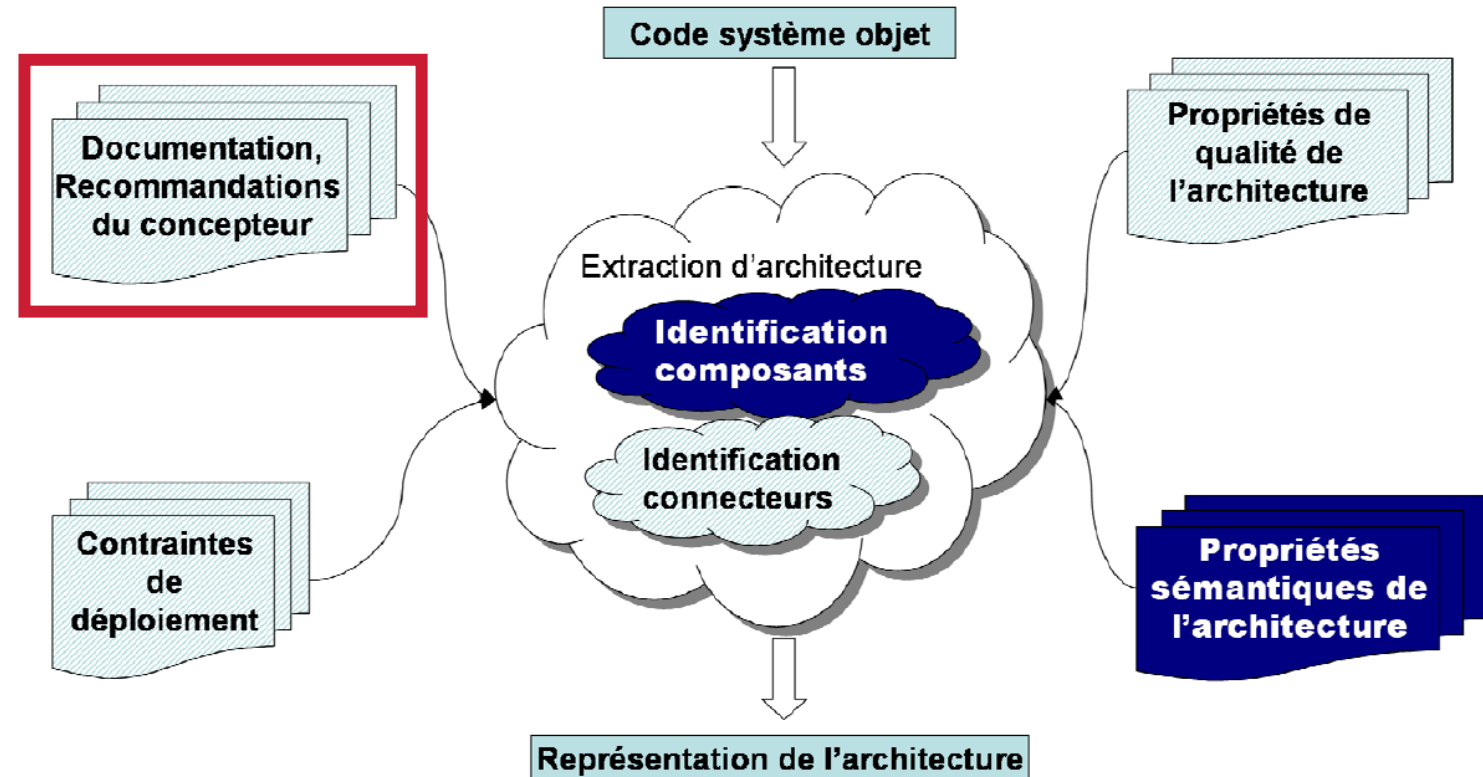 Code système objet
Documentation,
Recommandations
du concepteur
Propriétés de
qualité de
l'architecture
Extraction d'architecture
Identification
composants
Identification
connecteurs
Contraintes
de
déploiement
Propriétés
sémantiques de
l'architecture
Représentation de l'architecture